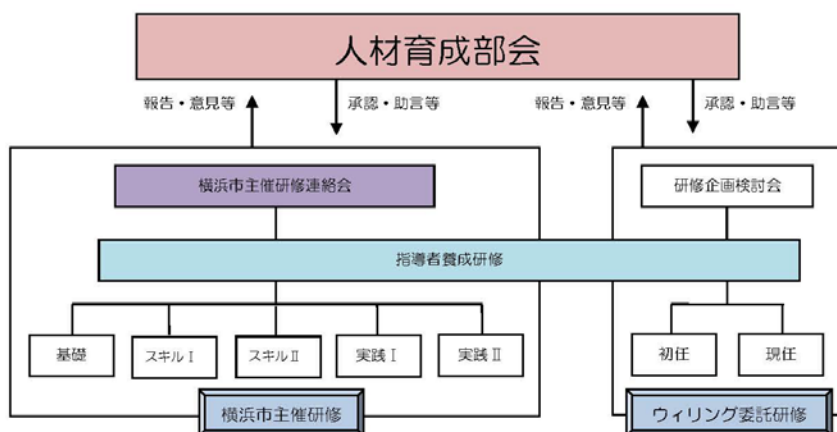 人材育成部会
報告・意見等
承認・助言等
報告・意見等
承認・助言等
横浜市主催研修連絡会
研修企画検討会
指導者養成研修
基礎
スキルⅠ
スキルⅡ
実践Ⅰ
実践Ⅱ
初任
現任
横浜市主催研修
ウィリング委託研修